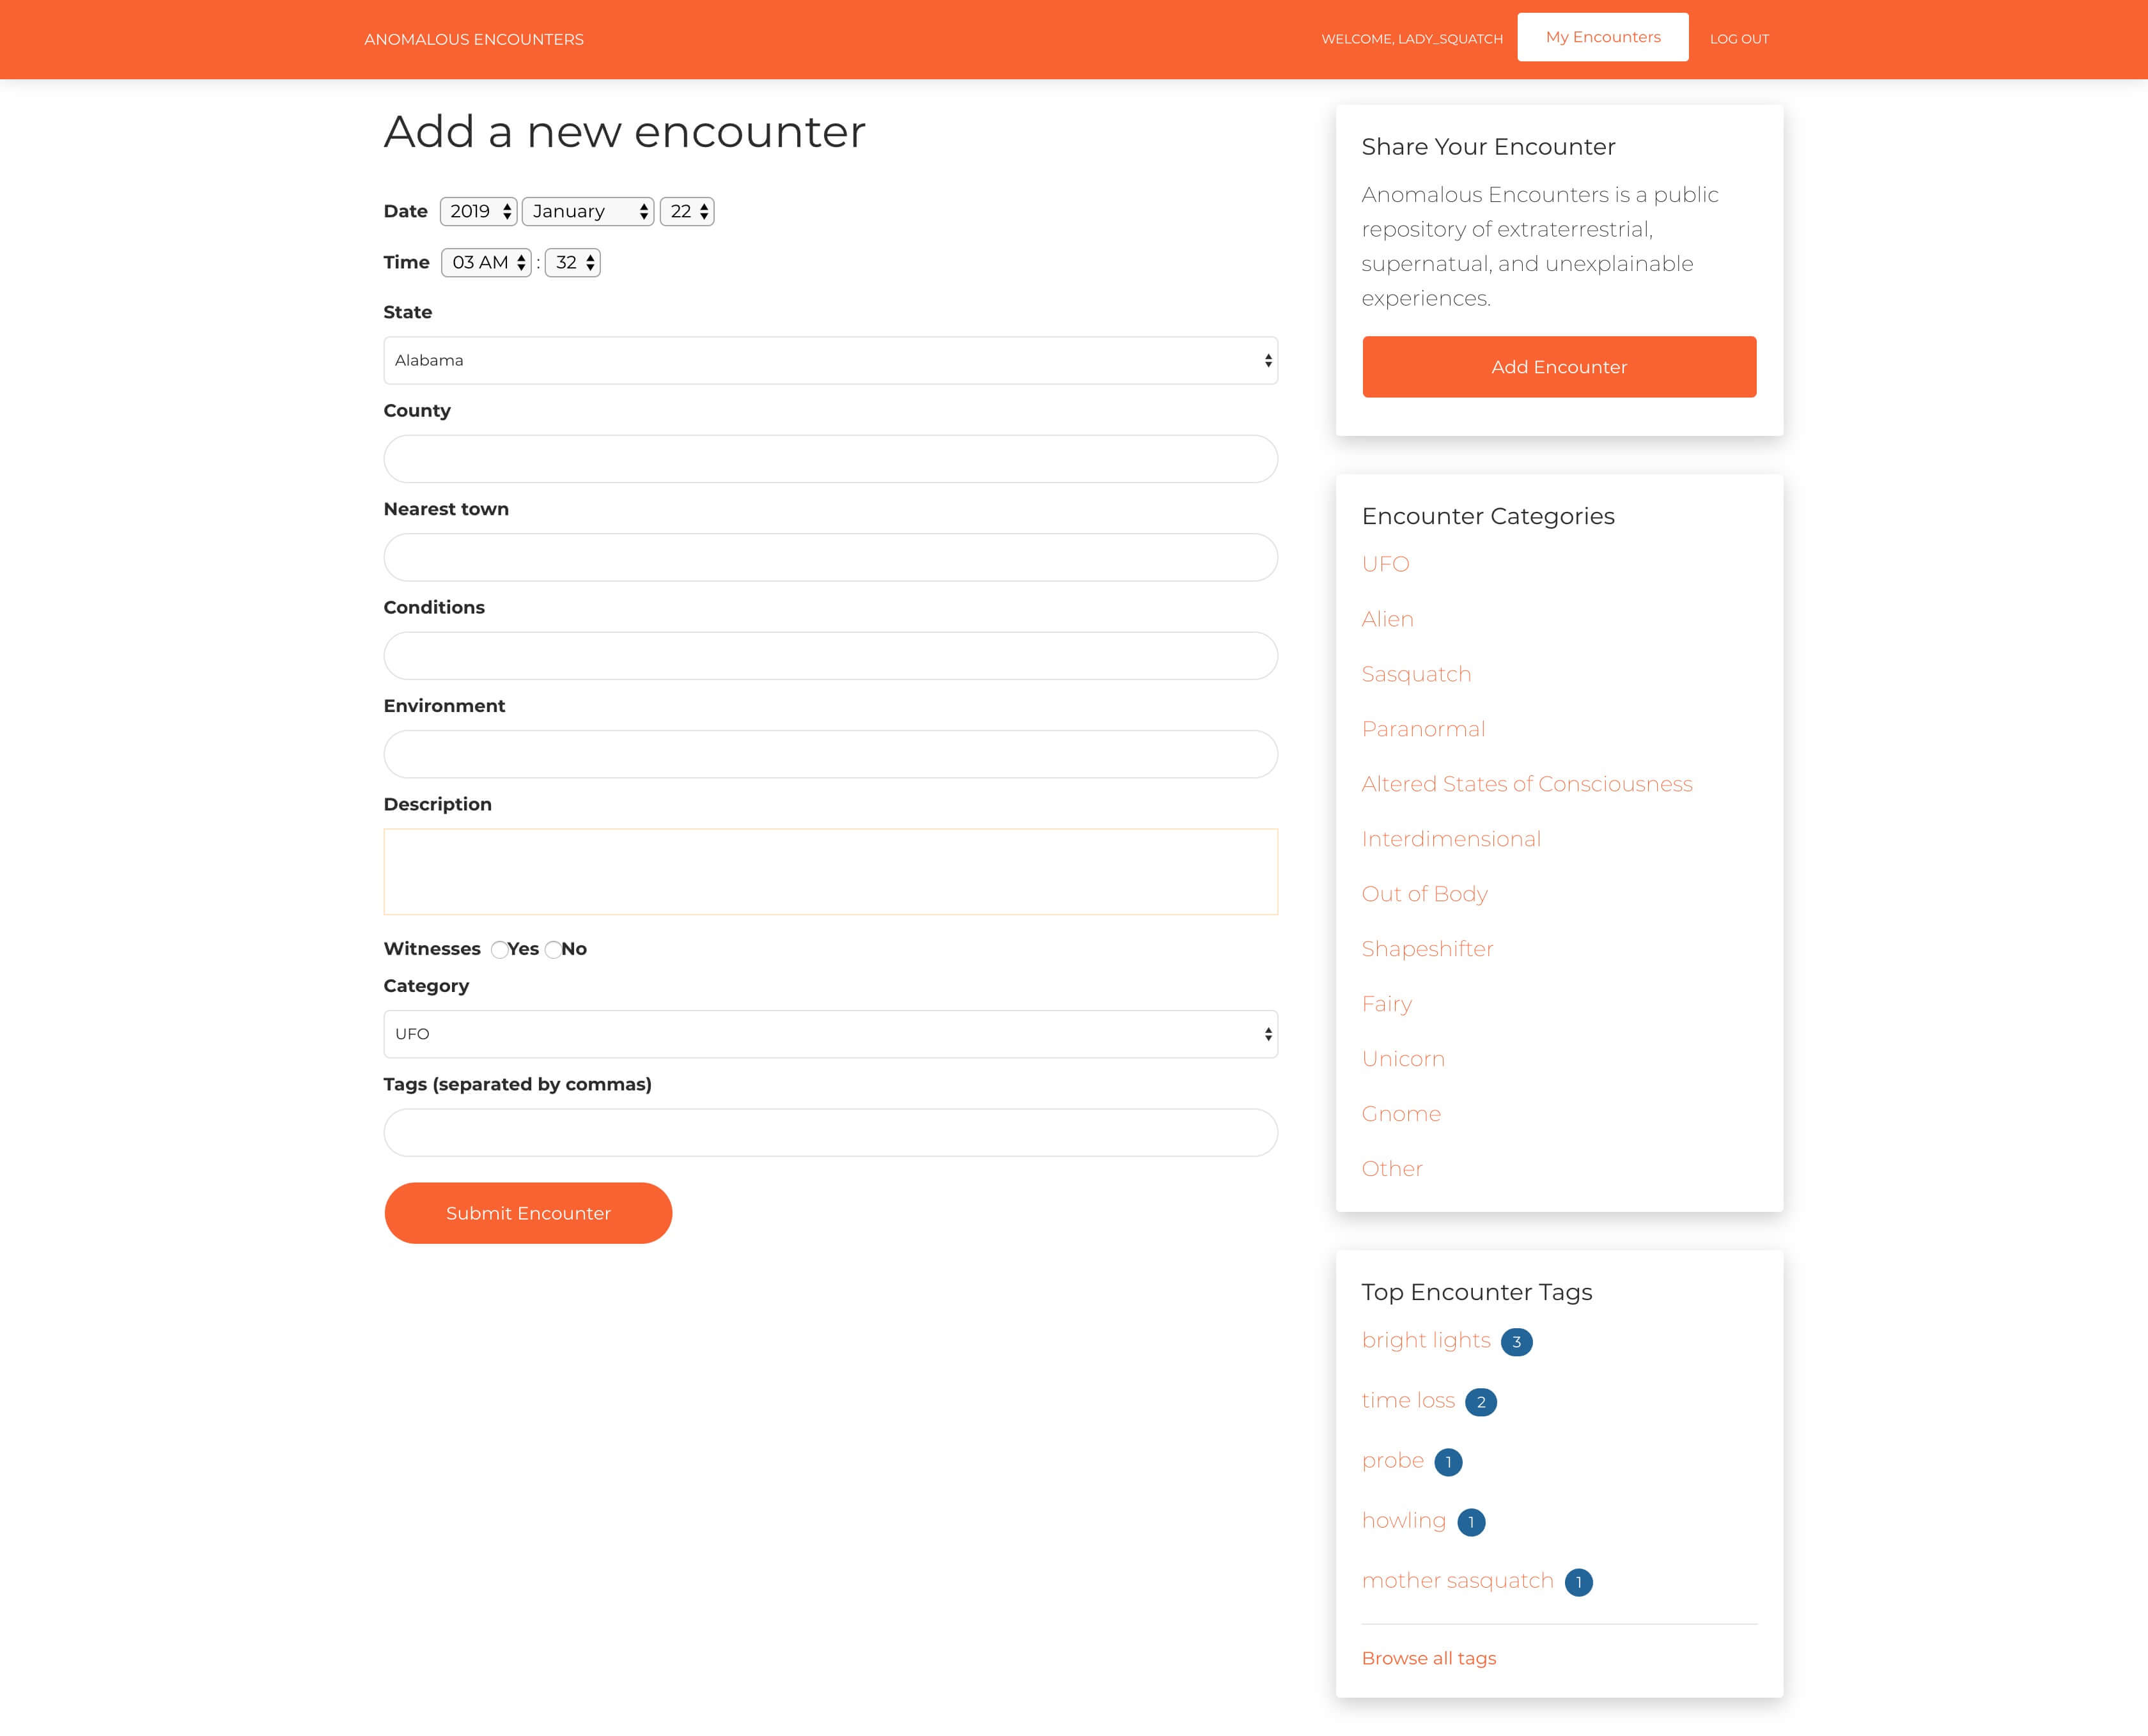 ANOMALOUS ENCOUNTERS
WELCOME, LADY_SQUATCH
My Encounters
LOG OUT
Add a new encounter
Date 2019 January 22
Time 03 AM : 32
State
Alabama
County
Nearest town
Conditions
Environment
Description
Witnesses Yes No
Category
UFO
Tags (separated by commas)
Submit Encounter
Share Your Encounter
Anomalous Encounters is a public
repository of extraterrestrial,
supernatual, and unexplainable
experiences.
Add Encounter
Encounter Categories
UFO
Alien
Sasquatch
Paranormal
Altered States of Consciousness
Interdimensional
Out of Body
Shapeshifter
Fairy
Unicorn
Gnome
Other
Top Encounter Tags
bright lights 3
time loss 2
probe 1
howling 1
mother sasquatch 1
Browse all tags